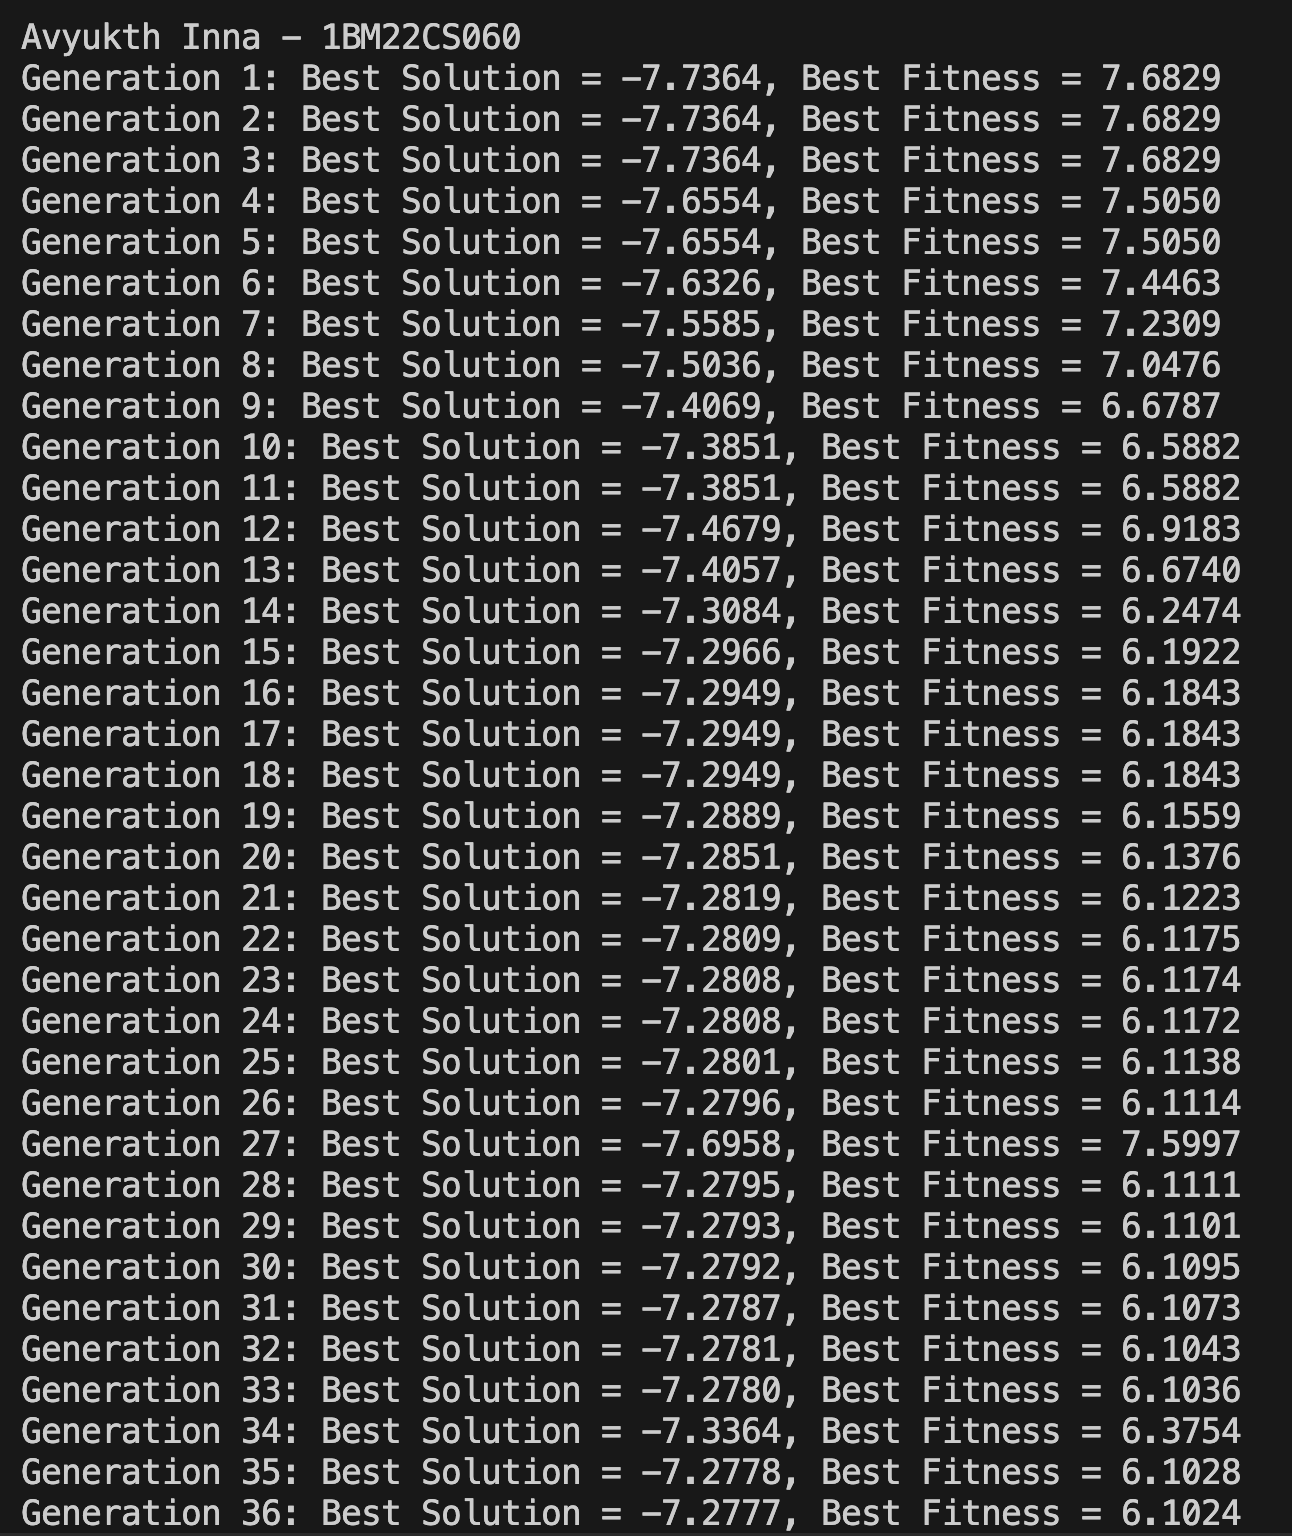 Avyukth Inna – 1BM22CS060
Generation 1: Best Solution = -7.7364, Best Fitness = 7.6829
Generation 2: Best Solution = -7.7364, Best Fitness = 7.6829
Generation 3: Best Solution = -7.7364, Best Fitness = 7.6829
Generation 4: Best Solution = -7.6554, Best Fitness = 7.5050
Generation 5: Best Solution = -7.6554, Best Fitness = 7.5050
Generation 6: Best Solution = -7.6326, Best Fitness = 7.4463
Generation 7: Best Solution = -7.5585, Best Fitness = 7.2309
Generation 8: Best Solution = -7.5036, Best Fitness = 7.0476
Generation 9: Best Solution = -7.4069, Best Fitness = 6.6787
Generation 10: Best Solution = -7.3851, Best Fitness = 6.5882
Generation 11: Best Solution = -7.3851, Best Fitness = 6.5882
Generation 12: Best Solution = -7.4679, Best Fitness = 6.9183
Generation 13: Best Solution = -7.4057, Best Fitness = 6.6740
Generation 14: Best Solution = -7.3084, Best Fitness = 6.2474
Generation 15: Best Solution = -7.2966, Best Fitness = 6.1922
Generation 16: Best Solution = -7.2949, Best Fitness = 6.1843
Generation 17: Best Solution = -7.2949, Best Fitness = 6.1843
Generation 18: Best Solution = -7.2949, Best Fitness = 6.1843
Generation 19: Best Solution = -7.2889, Best Fitness = 6.1559
Generation 20: Best Solution = -7.2851, Best Fitness = 6.1376
Generation 21: Best Solution = -7.2819, Best Fitness = 6.1223
Generation 22: Best Solution = -7.2809, Best Fitness = 6.1175
Generation 23: Best Solution = -7.2808, Best Fitness = 6.1174
Generation 24: Best Solution = -7.2808, Best Fitness = 6.1172
Generation 25: Best Solution = -7.2801, Best Fitness = 6.1138
Generation 26: Best Solution = -7.2796, Best Fitness = 6.1114
Generation 27: Best Solution = -7.6958, Best Fitness = 7.5997
Generation 28: Best Solution = -7.2795, Best Fitness = 6.1111
Generation 29: Best Solution = -7.2793, Best Fitness = 6.1101
Generation 30: Best Solution = -7.2792, Best Fitness = 6.1095
Generation 31: Best Solution = -7.2787, Best Fitness = 6.1073
Generation 32: Best Solution = -7.2781, Best Fitness = 6.1043
Generation 33: Best Solution = -7.2780, Best Fitness = 6.1036
Generation 34: Best Solution = -7.3364, Best Fitness = 6.3754
Generation 35: Best Solution = -7.2778, Best Fitness = 6.1028
Generation 36: Best Solution = -7.2777, Best Fitness = 6.1024